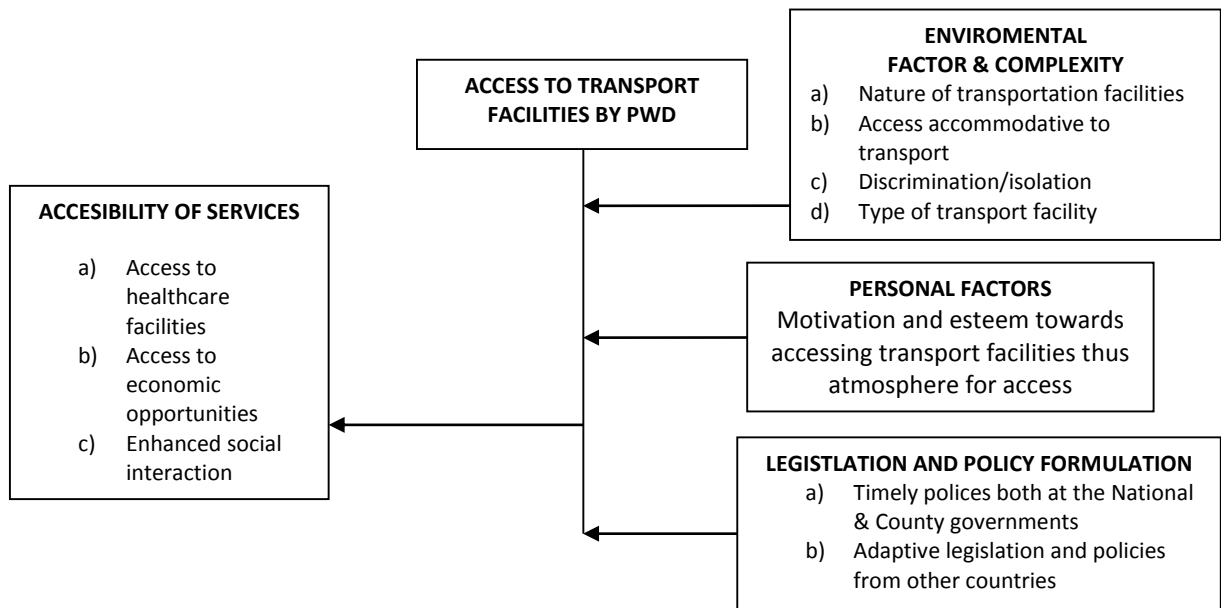 ACCESS TO TRANSPORT
FACILITIES BY PWD
ENVIROMENTAL
FACTOR & COMPLEXITY
a) Nature of transportation facilities
b) Access accommodative to
transport
c) Discrimination/isolation
d) Type of transport facility
ACCESIBILITY OF SERVICES
a) Access to
healthcare
facilities
b) Access to
economic
opportunities
c) Enhanced social
interaction
PERSONAL FACTORS
Motivation and esteem towards
accessing transport facilities thus
atmosphere for access
LEGISTLATION AND POLICY FORMULATION
a) Timely polices both at the National
& County governments
b) Adaptive legislation and policies
from other countries